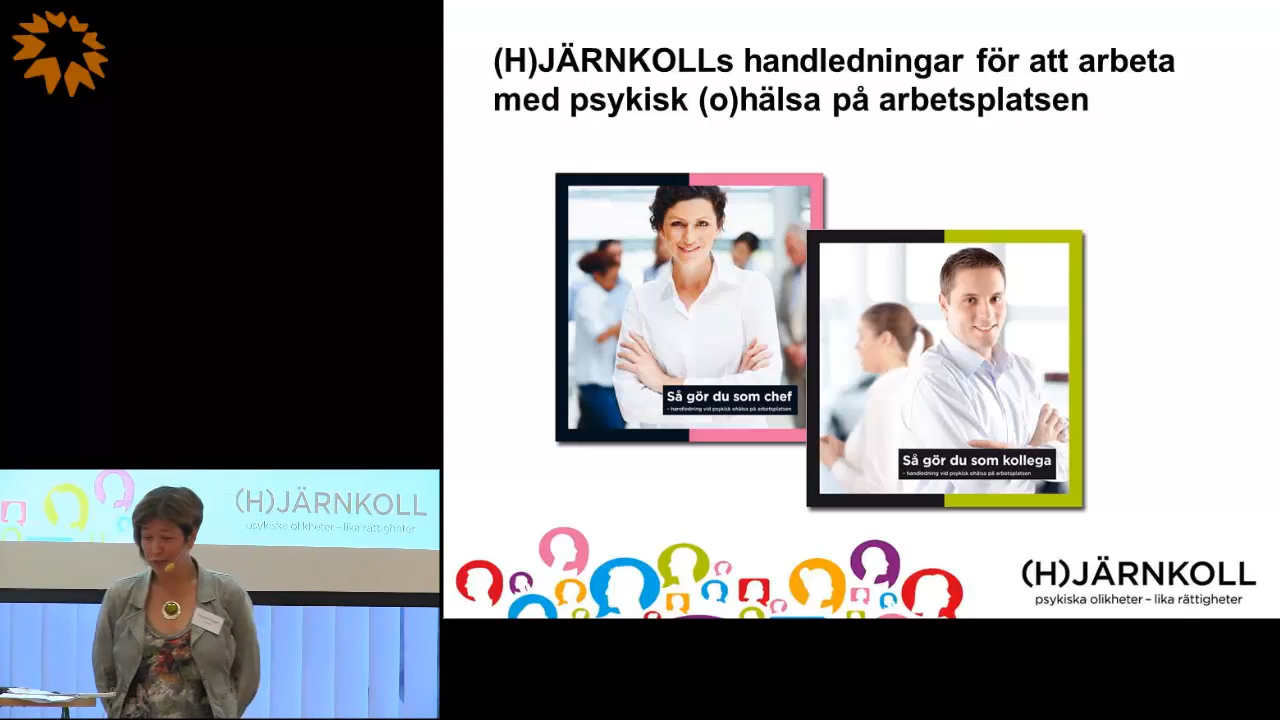 (H)JÄRNKOLLs handledningar för att arbeta
med psykisk (o)hälsa på arbetsplatsen
Så gör du som chef
– handledning vid psykisk ohälsa på arbetsplatsen
Så gör du som kollega
– handledning vid psykisk ohälsa på arbetsplatsen
(H)JÄRNKOLL
psykiska olikheter – lika rättigheter
(H)JÄRNKOLL
psykiska olikheter – lika rättigheter